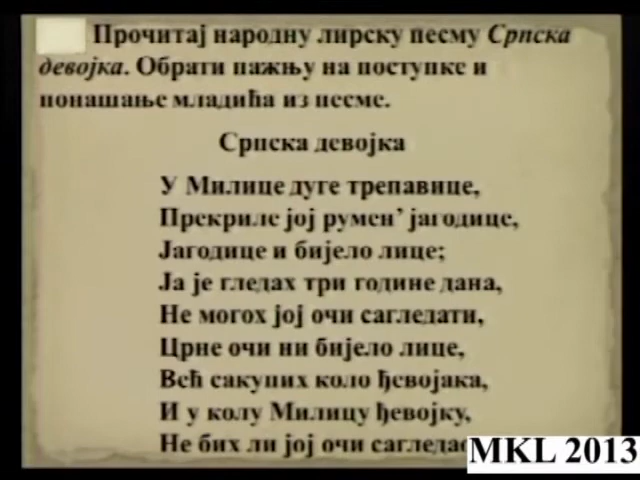 Прочитај народну лирску песму Српска
девојка. Обрати пажњу на поступке и
понашање младића из песме.
Српска девојка
У Милице дуге трепавице,
Прекриле јој румен’ јагодице,
Јагодице и бијело лице;
Ја је гледах три године дана,
Не могох јој очи сагледати,
Црне очи ни бијело лице,
Већ сакупих коло ђевојака,
И у колу Милицу ђевојку,
Не бих ли јој очи
MKL 2013